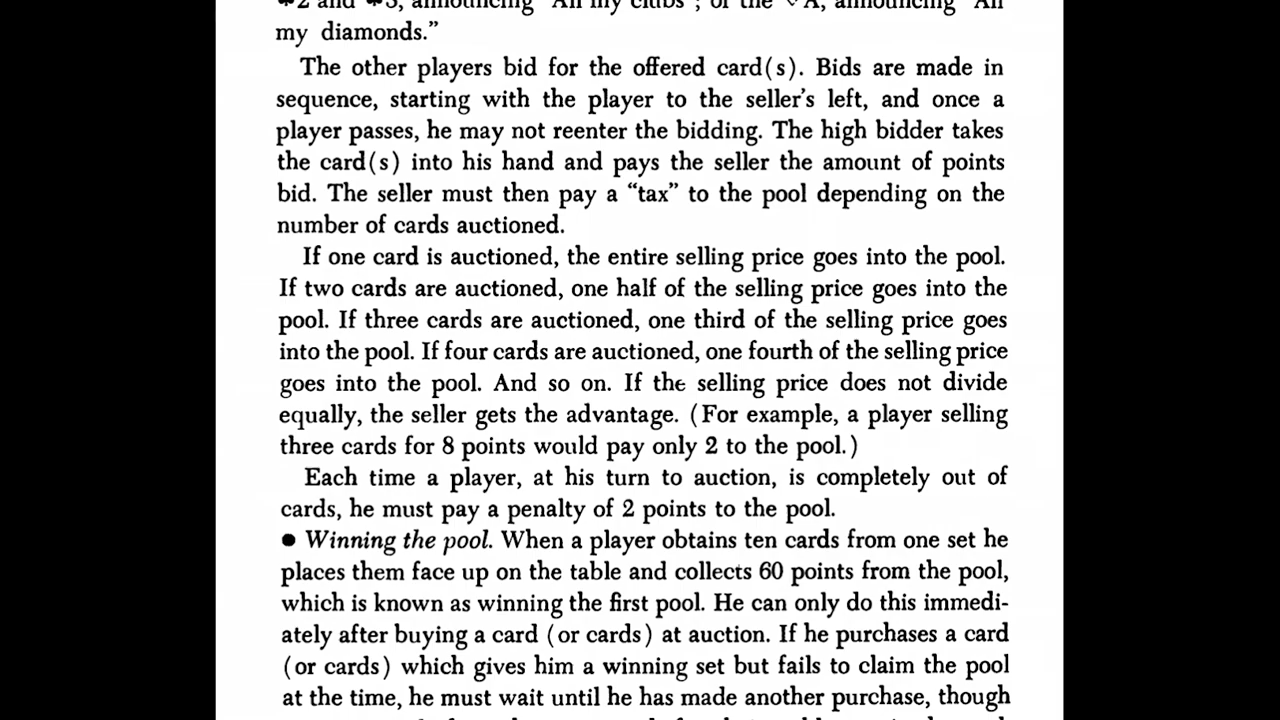 2 and 3, announcing "All my clubs"; or the ♡A, announcing "All
my diamonds.”
The other players bid for the offered card(s). Bids are made in
sequence, starting with the player to the seller’s left, and once a
player passes, he may not reenter the bidding. The high bidder takes
the card(s) into his hand and pays the seller the amount of points
bid. The seller must then pay a “tax” to the pool depending on the
number of cards auctioned.
If one card is auctioned, the entire selling price goes into the pool.
If two cards are auctioned, one half of the selling price goes into the
pool. If three cards are auctioned, one third of the selling price goes
into the pool. If four cards are auctioned, one fourth of the selling price
goes into the pool. And so on. If the selling price does not divide
equally, the seller gets the advantage. (For example, a player selling
three cards for 8 points would pay only 2 to the pool.)
Each time a player, at his turn to auction, is completely out of
cards, he must pay a penalty of 2 points to the pool.
● Winning the pool. When a player obtains ten cards from one set he
places them face up on the table and collects 60 points from the pool,
which is known as winning the first pool. He can only do this immedi-
ately after buying a card (or cards) at auction. If he purchases a card
(or cards) which gives him a winning set but fails to claim the pool
at the time, he must wait until he has made another purchase, though